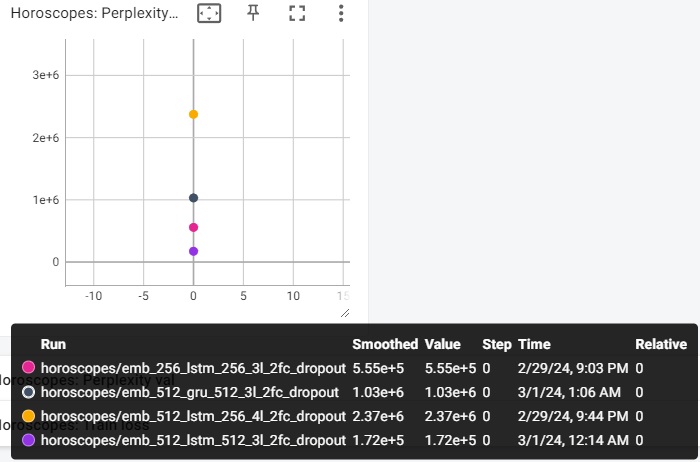 Horoscopes: Perplexity...
3e+6
2e+6
1e+6
0
-10 -5 0 5 10 15
Run Smoothed Value Step Time Relative
horoscopes/emb_256_lstm_256_3l_2fc_dropout 5.55e+5 5.55e+5 0 2/29/24, 9:03 PM 0
horoscopes/emb_512_gru_512_3l_2fc_dropout 1.03e+6 1.03e+6 0 3/1/24, 1:06 AM 0
Horoscopes: Perplexity val
horoscopes/emb_512_lstm_256_4l_2fc_dropout 2.37e+6 2.37e+6 0 2/29/24, 9:44 PM 0
Horoscopes: Train loss
horoscopes/emb_512_lstm_512_3l_2fc_dropout 1.72e+5 1.72e+5 0 3/1/24, 12:14 AM 0